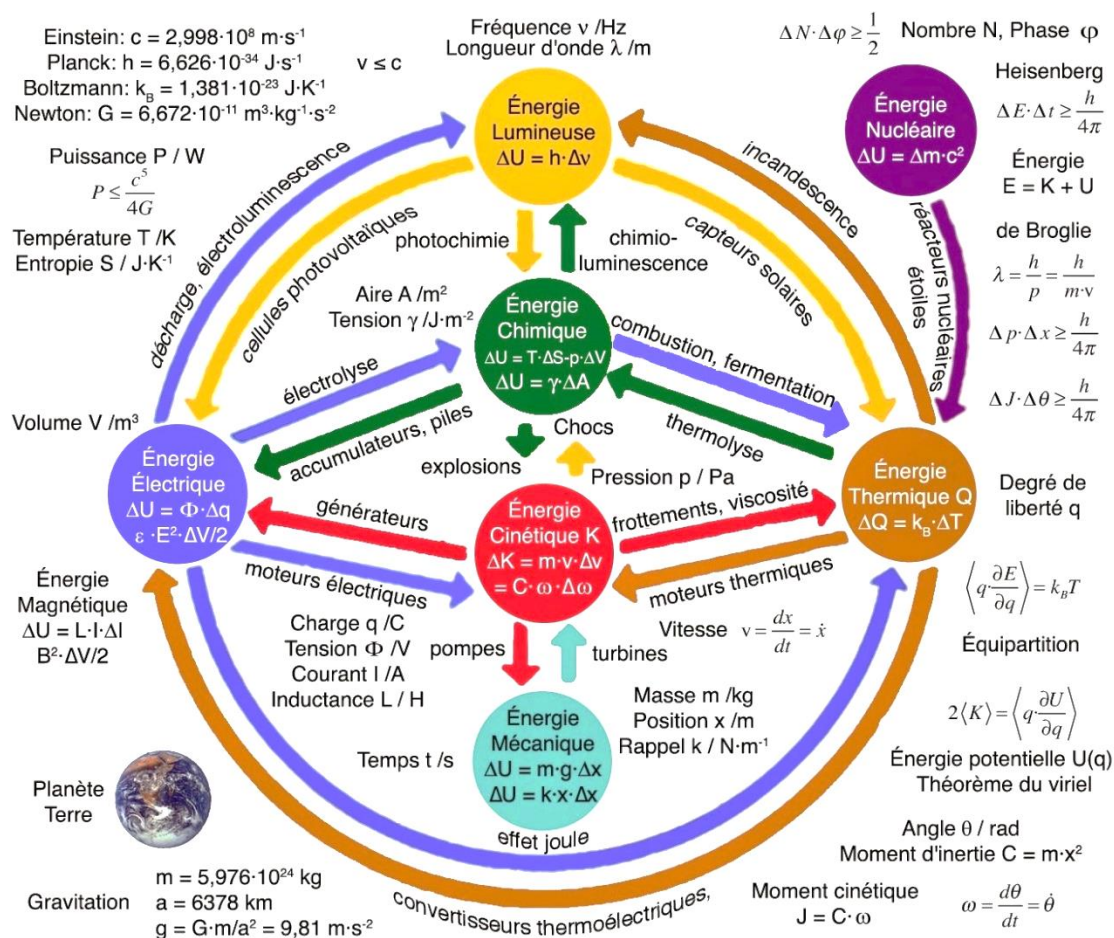 Einstein: c = 2,998·10⁸ m·s⁻¹
Planck: h = 6,626·10⁻³⁴ J·s⁻¹
Boltzmann: k_B = 1,381·10⁻²³ J·K⁻¹
Newton: G = 6,672·10⁻¹¹ m³·kg⁻¹·s⁻²
v ≤ c
Puissance P / W
P ≤ c⁵/4G
Température T /K
Entropie S / J·K⁻¹
Fréquence ν /Hz
Longueur d'onde λ /m
Énergie
Lumineuse
ΔU = h·Δν
ΔN·Δφ ≥ 1/2
Nombre N, Phase φ
Énergie
Nucléaire
ΔU = Δm·c²
Heisenberg
ΔE·Δt ≥ h/4π
Énergie
E = K + U
de Broglie
λ = h/p = h/m·v
Δp·Δx ≥ h/4π
ΔJ·Δθ ≥ h/4π
décharge, électroluminescence
cellules photovoltaïques
photochimie
chimio-
luminescence
capteurs solaires
incandescence
réacteurs nucléaires
étoiles
Aire A /m²
Tension γ /J·m⁻²
Énergie
Chimique
ΔU = T·ΔS-p·ΔV
ΔU = γ·ΔA
électrolyse
accumulateurs, piles
combustion, fermentation
thermolyse
Volume V /m³
Énergie
Électrique
ΔU = Φ·Δq
ε·E²·ΔV/2
explosions
Chocs
Pression p / Pa
Énergie
Thermique Q
ΔQ = k_B·ΔT
Degré de
liberté q
générateurs
moteurs électriques
Énergie
Cinétique K
ΔK = m·v·Δv
= C·ω·Δω
frottements, viscosité
moteurs thermiques
Énergie
Magnétique
ΔU = L·I·ΔI
B²·ΔV/2
Charge q /C
Tension Φ /V
Courant I /A
Inductance L / H
pompes
turbines
Vitesse v = dx/dt = ẋ
⟨q·∂E/∂q⟩ = k_BT
Équipartition
2⟨K⟩ = ⟨q·∂U/∂q⟩
Énergie potentielle U(q)
Théorème du viriel
Masse m /kg
Position x /m
Rappel k / N·m⁻¹
Temps t /s
Énergie
Mécanique
ΔU = m·g·Δx
ΔU = k·x·Δx
effet joule
convertisseurs thermoélectriques,
Planète
Terre
Gravitation
m = 5,976·10²⁴ kg
a = 6378 km
g = G·m/a² = 9,81 m·s⁻²
Angle θ / rad
Moment d'inertie C = m·x²
Moment cinétique
J = C·ω
ω = dθ/dt = θ̇